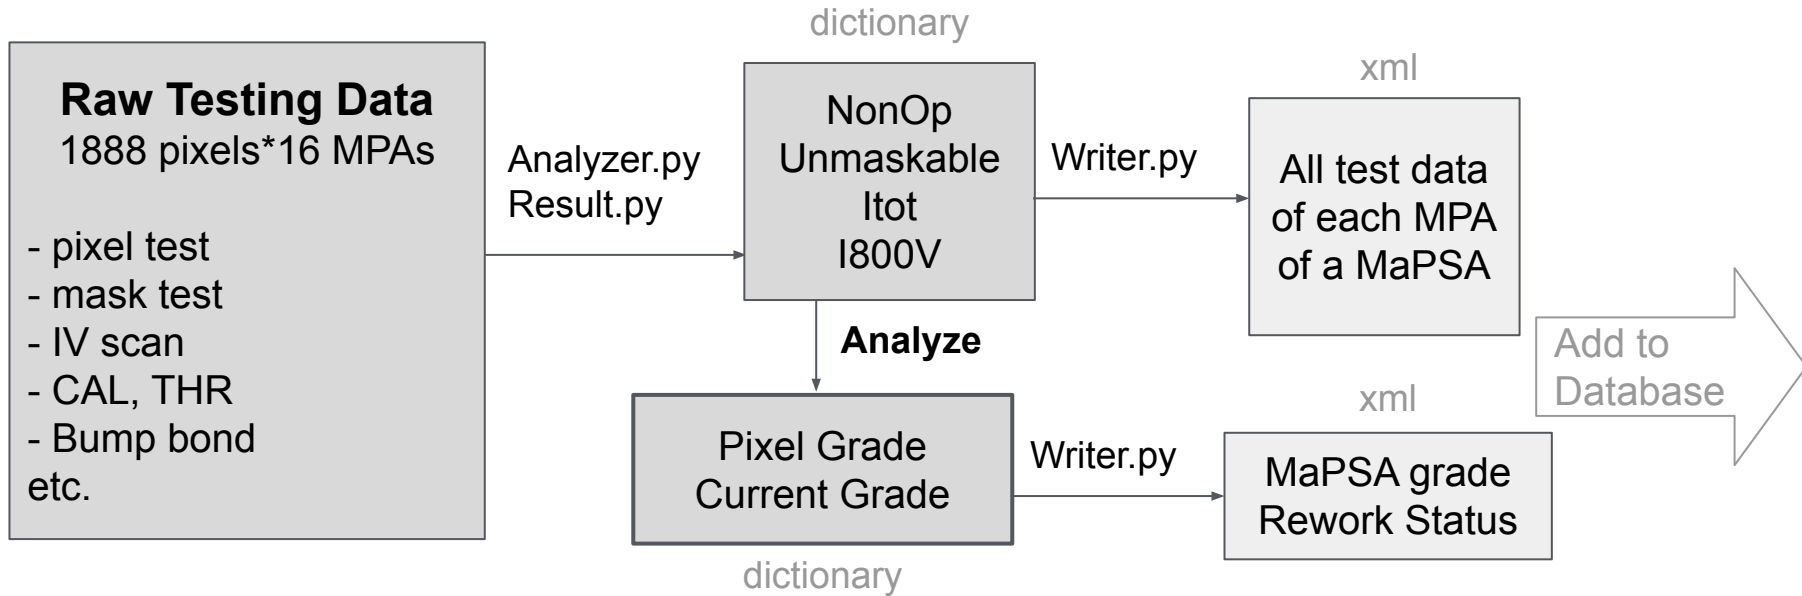 Raw Testing Data
1888 pixels*16 MPAs
- pixel test
- mask test
- IV scan
- CAL, THR
- Bump bond
etc.
Analyzer.py
Result.py
dictionary
NonOp
Unmaskable
Itot
I800V
Writer.py
xml
All test data
of each MPA
of a MaPSA
Analyze
Pixel Grade
Current Grade
dictionary
Writer.py
xml
MaPSA grade
Rework Status
Add to
Database